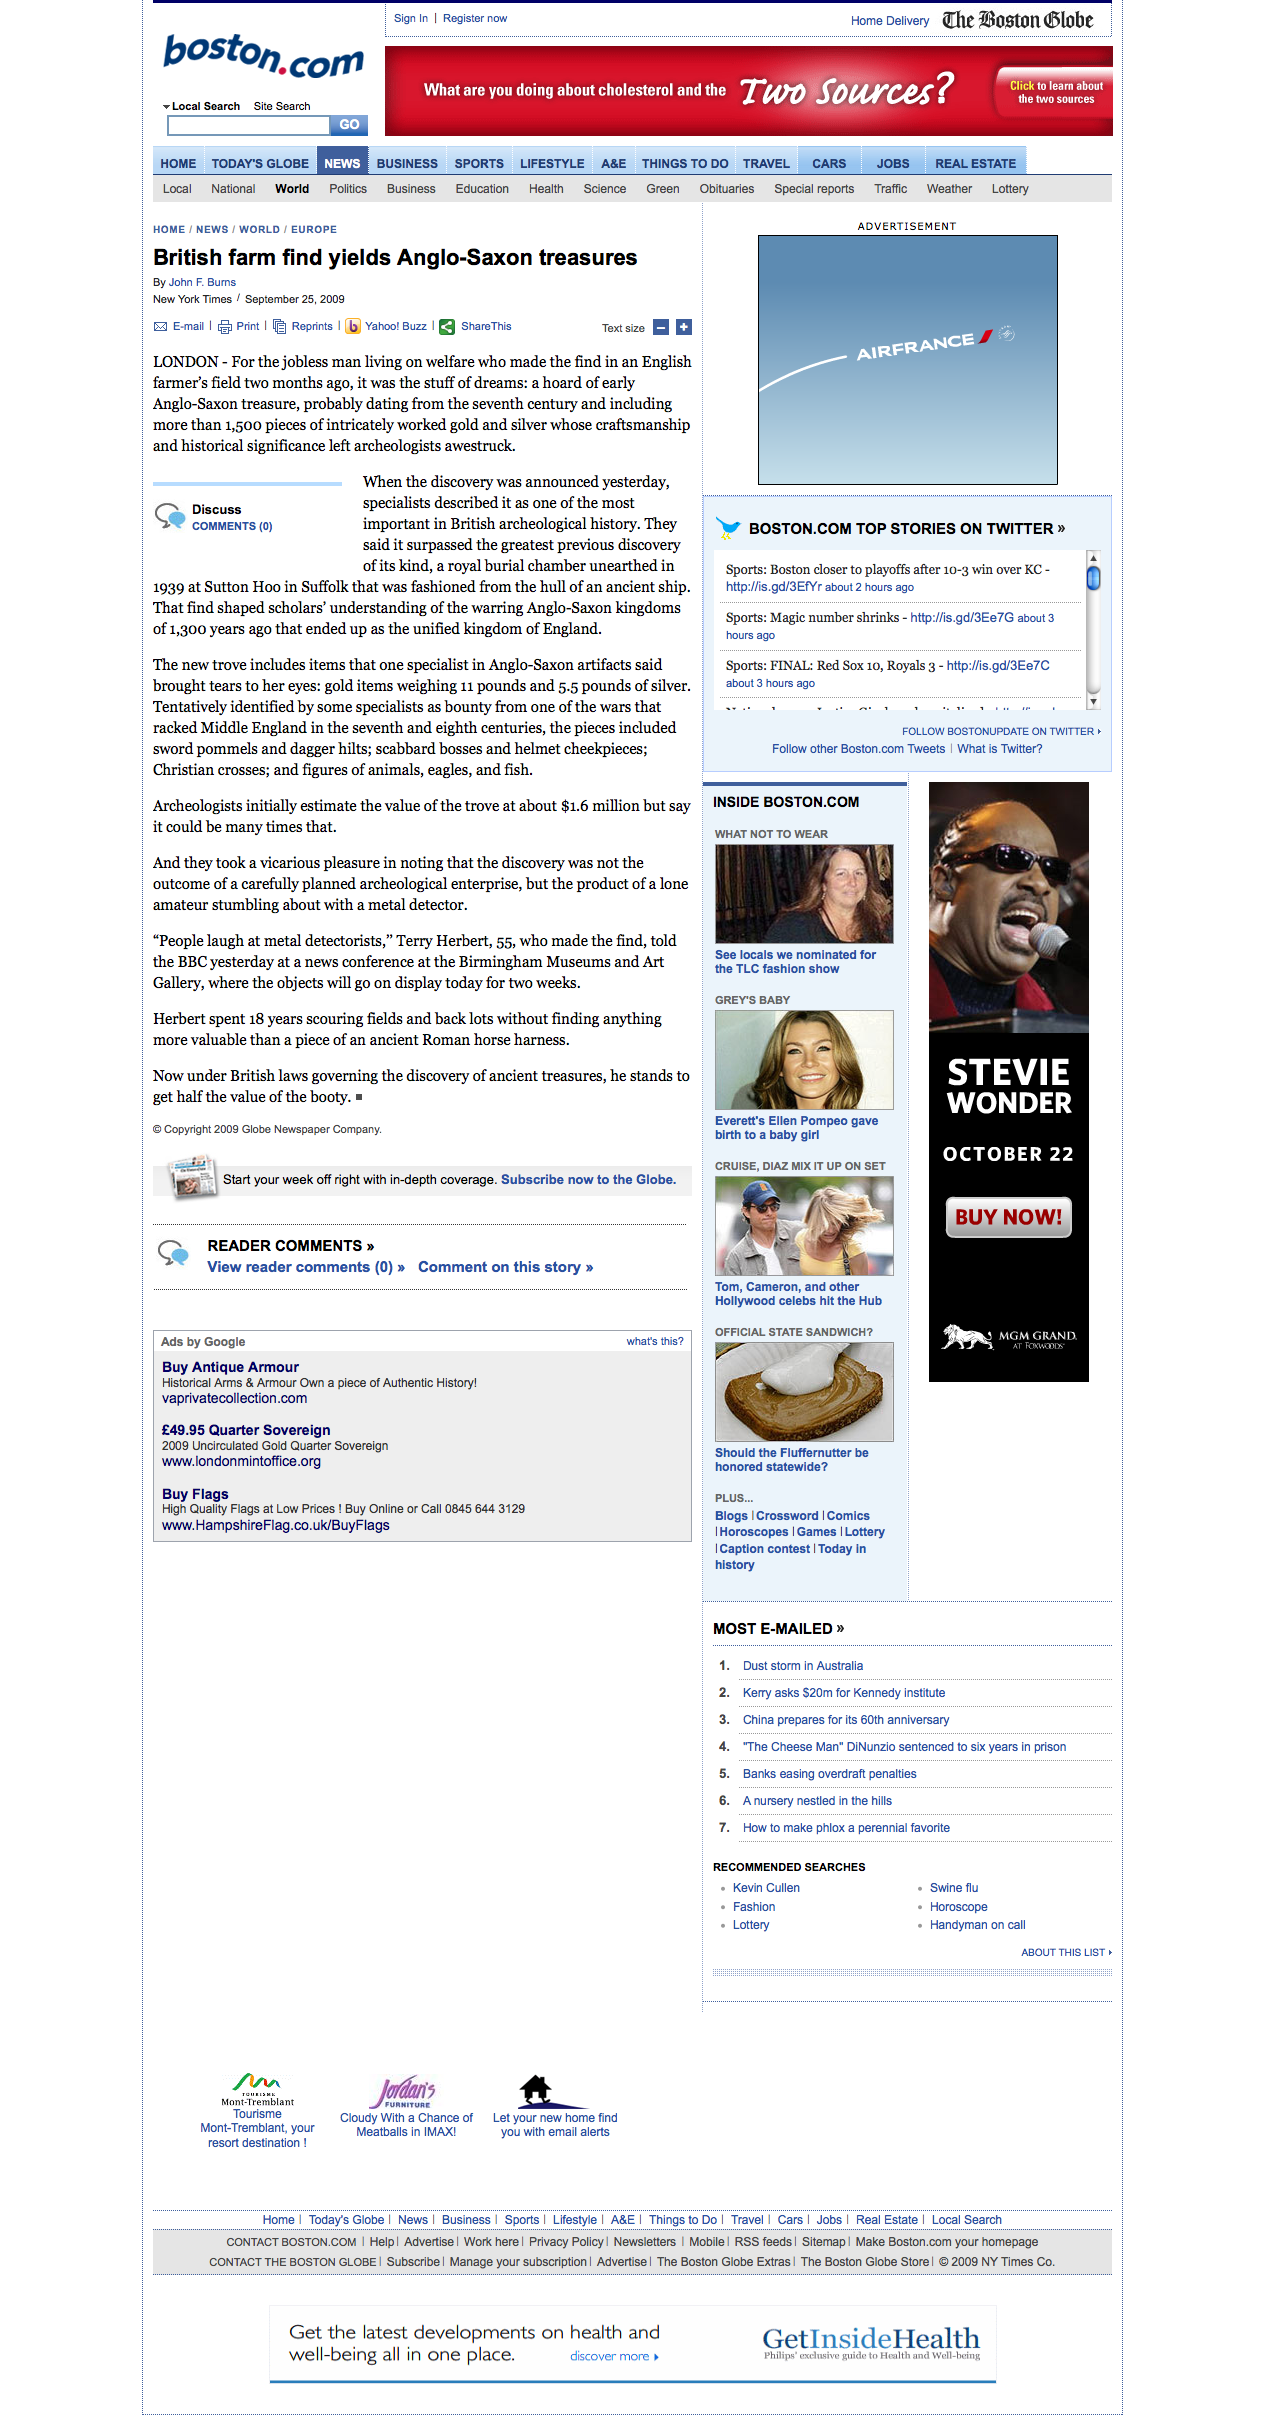 Sign In | Register now
Home Delivery The Boston Globe
boston.com
What are you doing about cholesterol and the Two Sources?
Click to learn about
the two sources
Local Search Site Search
GO
HOME TODAY'S GLOBE NEWS BUSINESS SPORTS LIFESTYLE A&E THINGS TO DO TRAVEL CARS JOBS REAL ESTATE
Local National World Politics Business Education Health Science Green Obituaries Special reports Traffic Weather Lottery
HOME / NEWS / WORLD / EUROPE
British farm find yields Anglo-Saxon treasures
By John F. Burns
New York Times / September 25, 2009
E-mail | Print | Reprints | Yahoo! Buzz | ShareThis
Text size
LONDON - For the jobless man living on welfare who made the find in an English
farmer's field two months ago, it was the stuff of dreams: a hoard of early
Anglo-Saxon treasure, probably dating from the seventh century and including
more than 1,500 pieces of intricately worked gold and silver whose craftsmanship
and historical significance left archeologists awestruck.
Discuss
COMMENTS (0)
When the discovery was announced yesterday,
specialists described it as one of the most
important in British archeological history. They
said it surpassed the greatest previous discovery
of its kind, a royal burial chamber unearthed in
1939 at Sutton Hoo in Suffolk that was fashioned from the hull of an ancient ship.
That find shaped scholars' understanding of the warring Anglo-Saxon kingdoms
of 1,300 years ago that ended up as the unified kingdom of England.
The new trove includes items that one specialist in Anglo-Saxon artifacts said
brought tears to her eyes: gold items weighing 11 pounds and 5.5 pounds of silver.
Tentatively identified by some specialists as bounty from one of the wars that
racked Middle England in the seventh and eighth centuries, the pieces included
sword pommels and dagger hilts; scabbard bosses and helmet cheekpieces;
Christian crosses; and figures of animals, eagles, and fish.
Archeologists initially estimate the value of the trove at about $1.6 million but say
it could be many times that.
And they took a vicarious pleasure in noting that the discovery was not the
outcome of a carefully planned archeological enterprise, but the product of a lone
amateur stumbling about with a metal detector.
“People laugh at metal detectorists,” Terry Herbert, 55, who made the find, told
the BBC yesterday at a news conference at the Birmingham Museums and Art
Gallery, where the objects will go on display today for two weeks.
Herbert spent 18 years scouring fields and back lots without finding anything
more valuable than a piece of an ancient Roman horse harness.
Now under British laws governing the discovery of ancient treasures, he stands to
get half the value of the booty. ■
© Copyright 2009 Globe Newspaper Company.
Start your week off right with in-depth coverage. Subscribe now to the Globe.
READER COMMENTS »
View reader comments (0) » Comment on this story »
Ads by Google what's this?
Buy Antique Armour
Historical Arms & Armour Own a piece of Authentic History!
vaprivatecollection.com
£49.95 Quarter Sovereign
2009 Uncirculated Gold Quarter Sovereign
www.londonmintoffice.org
Buy Flags
High Quality Flags at Low Prices ! Buy Online or Call 0845 644 3129
www.HampshireFlag.co.uk/BuyFlags
ADVERTISEMENT
AIRFRANCE
BOSTON.COM TOP STORIES ON TWITTER »
Sports: Boston closer to playoffs after 10-3 win over KC -
http://is.gd/3EfYr about 2 hours ago
Sports: Magic number shrinks - http://is.gd/3Ee7G about 3
hours ago
Sports: FINAL: Red Sox 10, Royals 3 - http://is.gd/3Ee7C
about 3 hours ago
FOLLOW BOSTONUPDATE ON TWITTER
Follow other Boston.com Tweets | What is Twitter?
INSIDE BOSTON.COM
WHAT NOT TO WEAR
See locals we nominated for
the TLC fashion show
GREY'S BABY
Everett's Ellen Pompeo gave
birth to a baby girl
CRUISE, DIAZ MIX IT UP ON SET
Tom, Cameron, and other
Hollywood celebs hit the Hub
OFFICIAL STATE SANDWICH?
Should the Fluffernutter be
honored statewide?
PLUS...
Blogs | Crossword | Comics
| Horoscopes | Games | Lottery
| Caption contest | Today in
history
STEVIE
WONDER
OCTOBER 22
BUY NOW!
MGM GRAND
AT FOXWOODS
MOST E-MAILED »
1. Dust storm in Australia
2. Kerry asks $20m for Kennedy institute
3. China prepares for its 60th anniversary
4. "The Cheese Man" DiNunzio sentenced to six years in prison
5. Banks easing overdraft penalties
6. A nursery nestled in the hills
7. How to make phlox a perennial favorite
RECOMMENDED SEARCHES
Kevin Cullen Swine flu
Fashion Horoscope
Lottery Handyman on call
ABOUT THIS LIST
TOURISME
Mont-Tremblant
Tourisme
Mont-Tremblant, your
resort destination !
Jordan's
FURNITURE
Cloudy With a Chance of
Meatballs in IMAX!
Let your new home find
you with email alerts
Home | Today's Globe | News | Business | Sports | Lifestyle | A&E | Things to Do | Travel | Cars | Jobs | Real Estate | Local Search
CONTACT BOSTON.COM | Help | Advertise | Work here | Privacy Policy | Newsletters | Mobile | RSS feeds | Sitemap | Make Boston.com your homepage
CONTACT THE BOSTON GLOBE | Subscribe | Manage your subscription | Advertise | The Boston Globe Extras | The Boston Globe Store | © 2009 NY Times Co.
Get the latest developments on health and
well-being all in one place. discover more
GetInsideHealth
Philips' exclusive guide to Health and Well-being